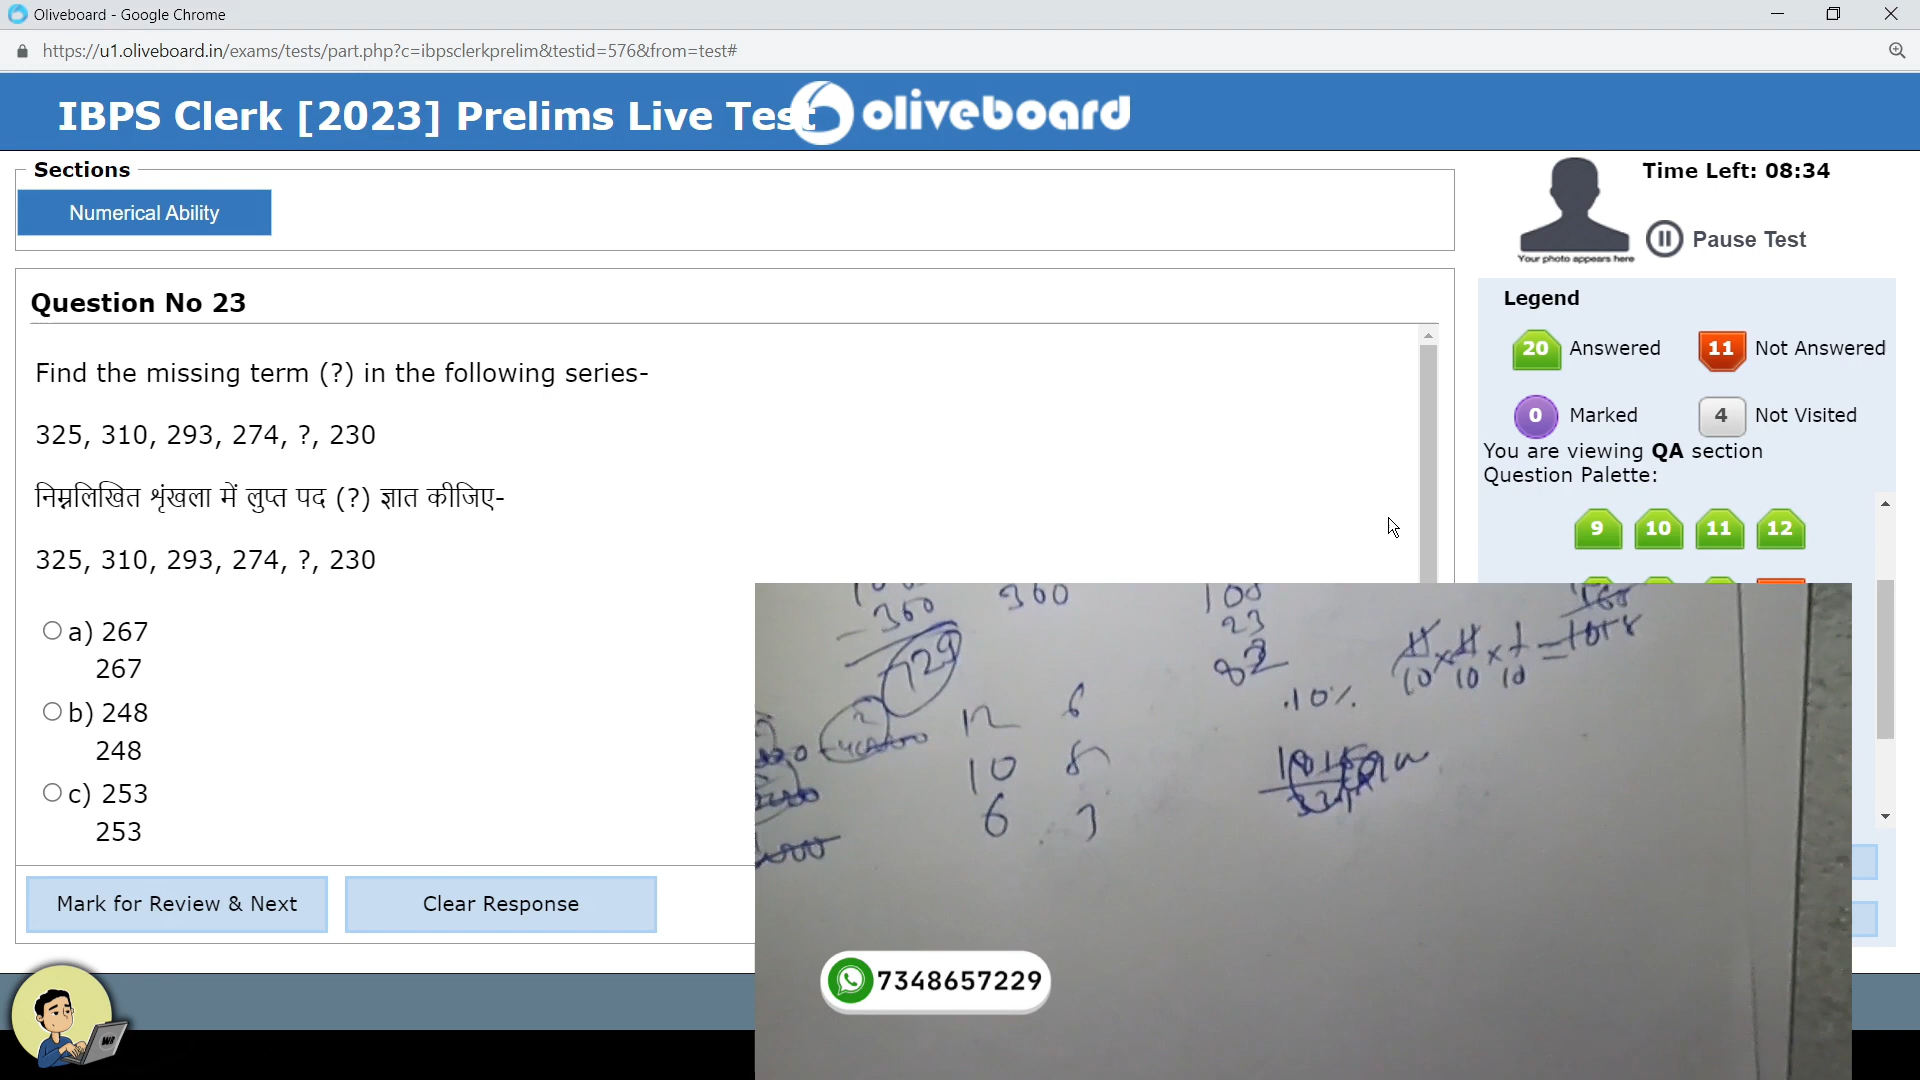 Oliveboard - Google Chrome
https://u1.oliveboard.in/exams/tests/part.php?c=ibpsclerkprelim&testid=576&from=test#
IBPS Clerk [2023] Prelims Live Test
oliveboard
Sections
Numerical Ability
Time Left: 08:34
Pause Test
Your photo appears here
Question No 23
Find the missing term (?) in the following series-
325, 310, 293, 274, ?, 230
निम्नलिखित शृंखला में लुप्त पद (?) ज्ञात कीजिए-
325, 310, 293, 274, ?, 230
a) 267
267
b) 248
248
c) 253
253
Mark for Review & Next
Clear Response
Legend
20 Answered
11 Not Answered
0 Marked
4 Not Visited
You are viewing QA section
Question Palette:
9 10 11 12
360
360
100
23
729
10%
12 6
10
6
7348657229